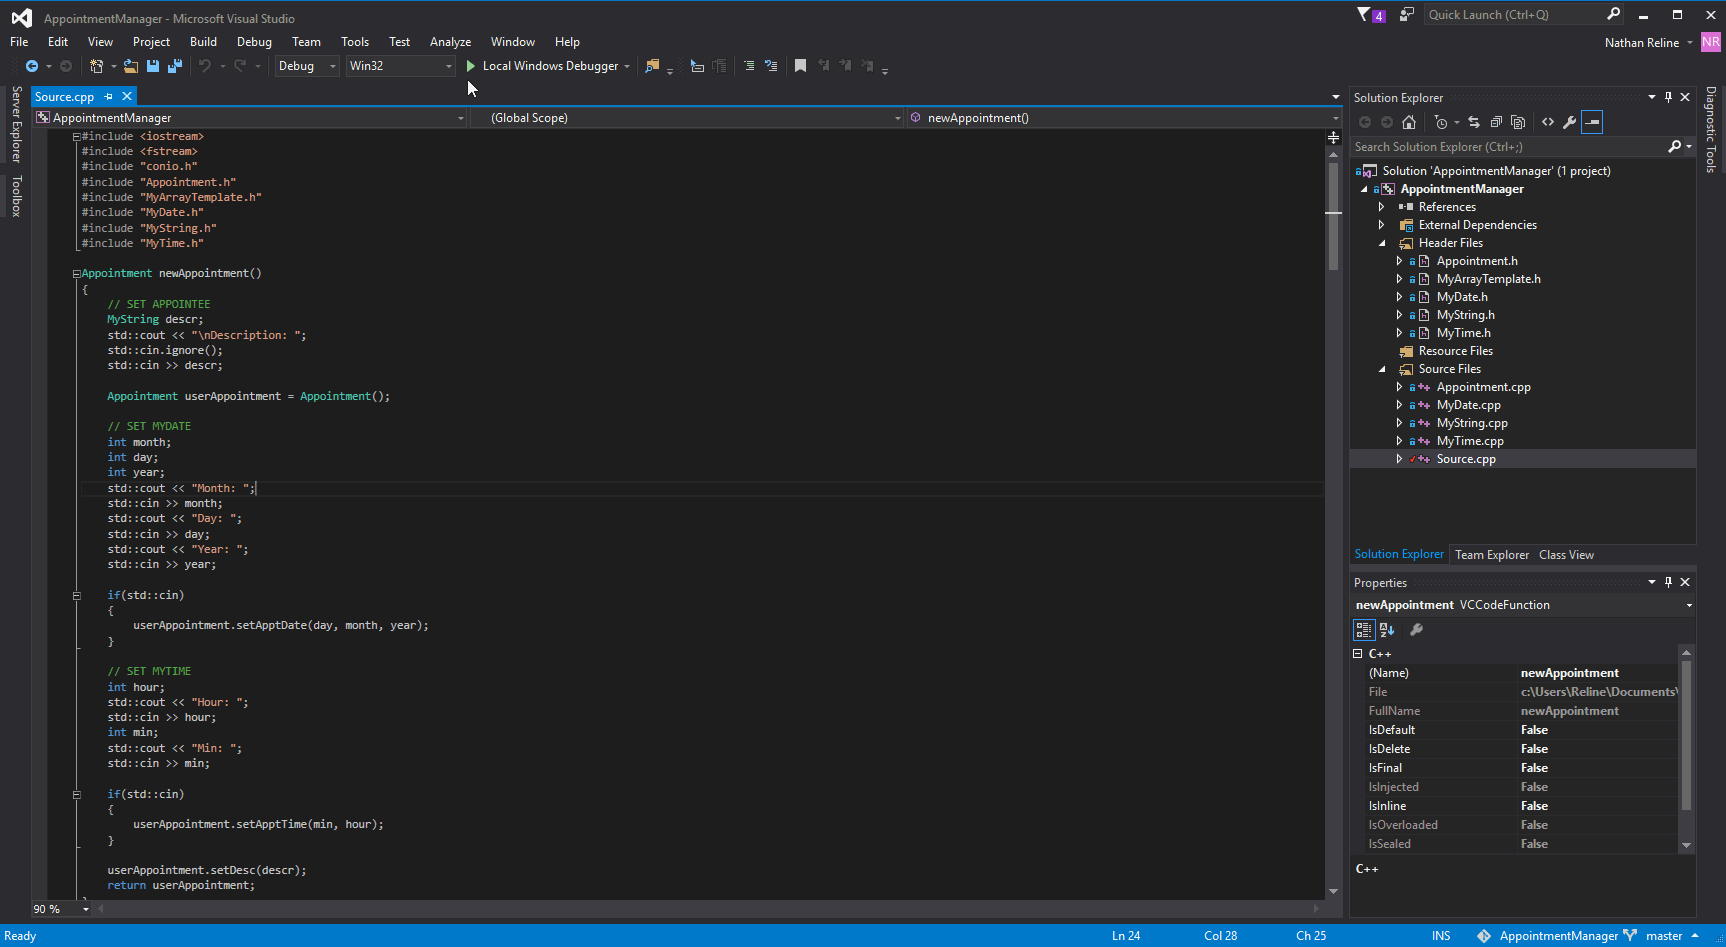 AppointmentManager - Microsoft Visual Studio
4
Quick Launch (Ctrl+Q)
File Edit View Project Build Debug Team Tools Test Analyze Window Help
Nathan Reline NR
Debug Win32 Local Windows Debugger
Server Explorer
Toolbox
Source.cpp
AppointmentManager (Global Scope) newAppointment()
#include <iostream>
#include <fstream>
#include "conio.h"
#include "Appointment.h"
#include "MyArrayTemplate.h"
#include "MyDate.h"
#include "MyString.h"
#include "MyTime.h"
Appointment newAppointment()
{
// SET APPOINTEE
MyString descr;
std::cout << "\nDescription: ";
std::cin.ignore();
std::cin >> descr;
Appointment userAppointment = Appointment();
// SET MYDATE
int month;
int day;
int year;
std::cout << "Month: ";
std::cin >> month;
std::cout << "Day: ";
std::cin >> day;
std::cout << "Year: ";
std::cin >> year;
if(std::cin)
{
userAppointment.setApptDate(day, month, year);
}
// SET MYTIME
int hour;
std::cout << "Hour: ";
std::cin >> hour;
int min;
std::cout << "Min: ";
std::cin >> min;
if(std::cin)
{
userAppointment.setApptTime(min, hour);
}
userAppointment.setDesc(descr);
return userAppointment;
90 %
Solution Explorer
Search Solution Explorer (Ctrl+;)
Solution 'AppointmentManager' (1 project)
AppointmentManager
References
External Dependencies
Header Files
Appointment.h
MyArrayTemplate.h
MyDate.h
MyString.h
MyTime.h
Resource Files
Source Files
Appointment.cpp
MyDate.cpp
MyString.cpp
MyTime.cpp
Source.cpp
Solution Explorer Team Explorer Class View
Properties
newAppointment VCCodeFunction
C++
(Name) newAppointment
File c:\Users\Reline\Documents\
FullName newAppointment
IsDefault False
IsDelete False
IsFinal False
IsInjected False
IsInline False
IsOverloaded False
IsSealed False
C++
Diagnostic Tools
Ready Ln 24 Col 28 Ch 25 INS AppointmentManager master